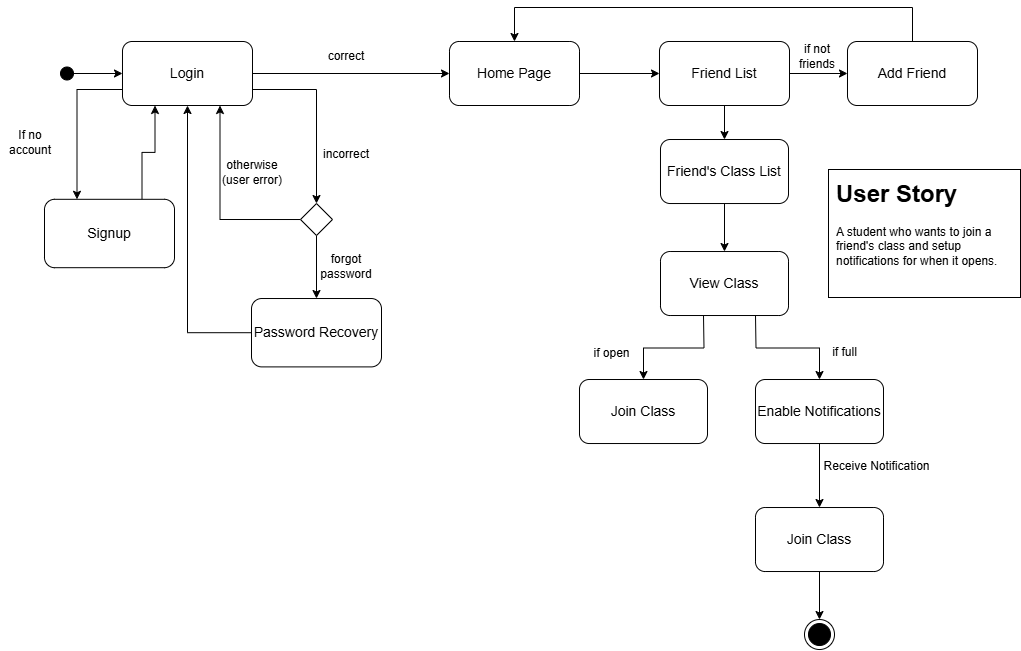 Login
correct
Home Page
Friend List
if not
friends
Add Friend
If no
account
otherwise
(user error)
incorrect
Friend's Class List
User Story
A student who wants to join a
friend's class and setup
notifications for when it opens.
Signup
forgot
password
View Class
Password Recovery
if open
if full
Join Class
Enable Notifications
Receive Notification
Join Class